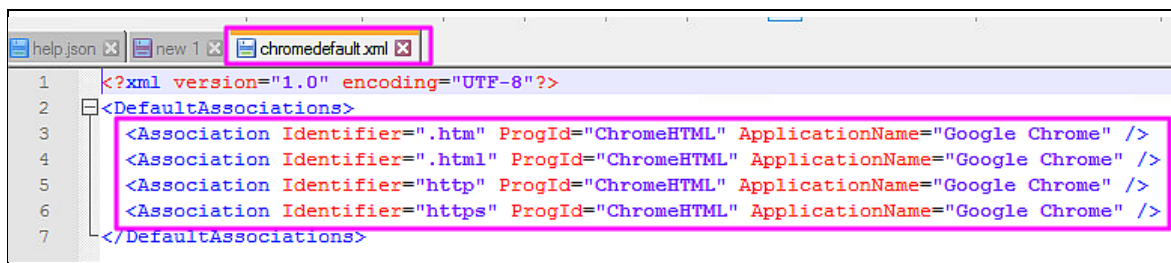 help.json new 1 chromedefault.xml
1 <?xml version="1.0" encoding="UTF-8"?>
2 <DefaultAssociations>
3 <Association Identifier=".htm" ProgId="ChromeHTML" ApplicationName="Google Chrome" />
4 <Association Identifier=".html" ProgId="ChromeHTML" ApplicationName="Google Chrome" />
5 <Association Identifier="http" ProgId="ChromeHTML" ApplicationName="Google Chrome" />
6 <Association Identifier="https" ProgId="ChromeHTML" ApplicationName="Google Chrome" />
7 </DefaultAssociations>